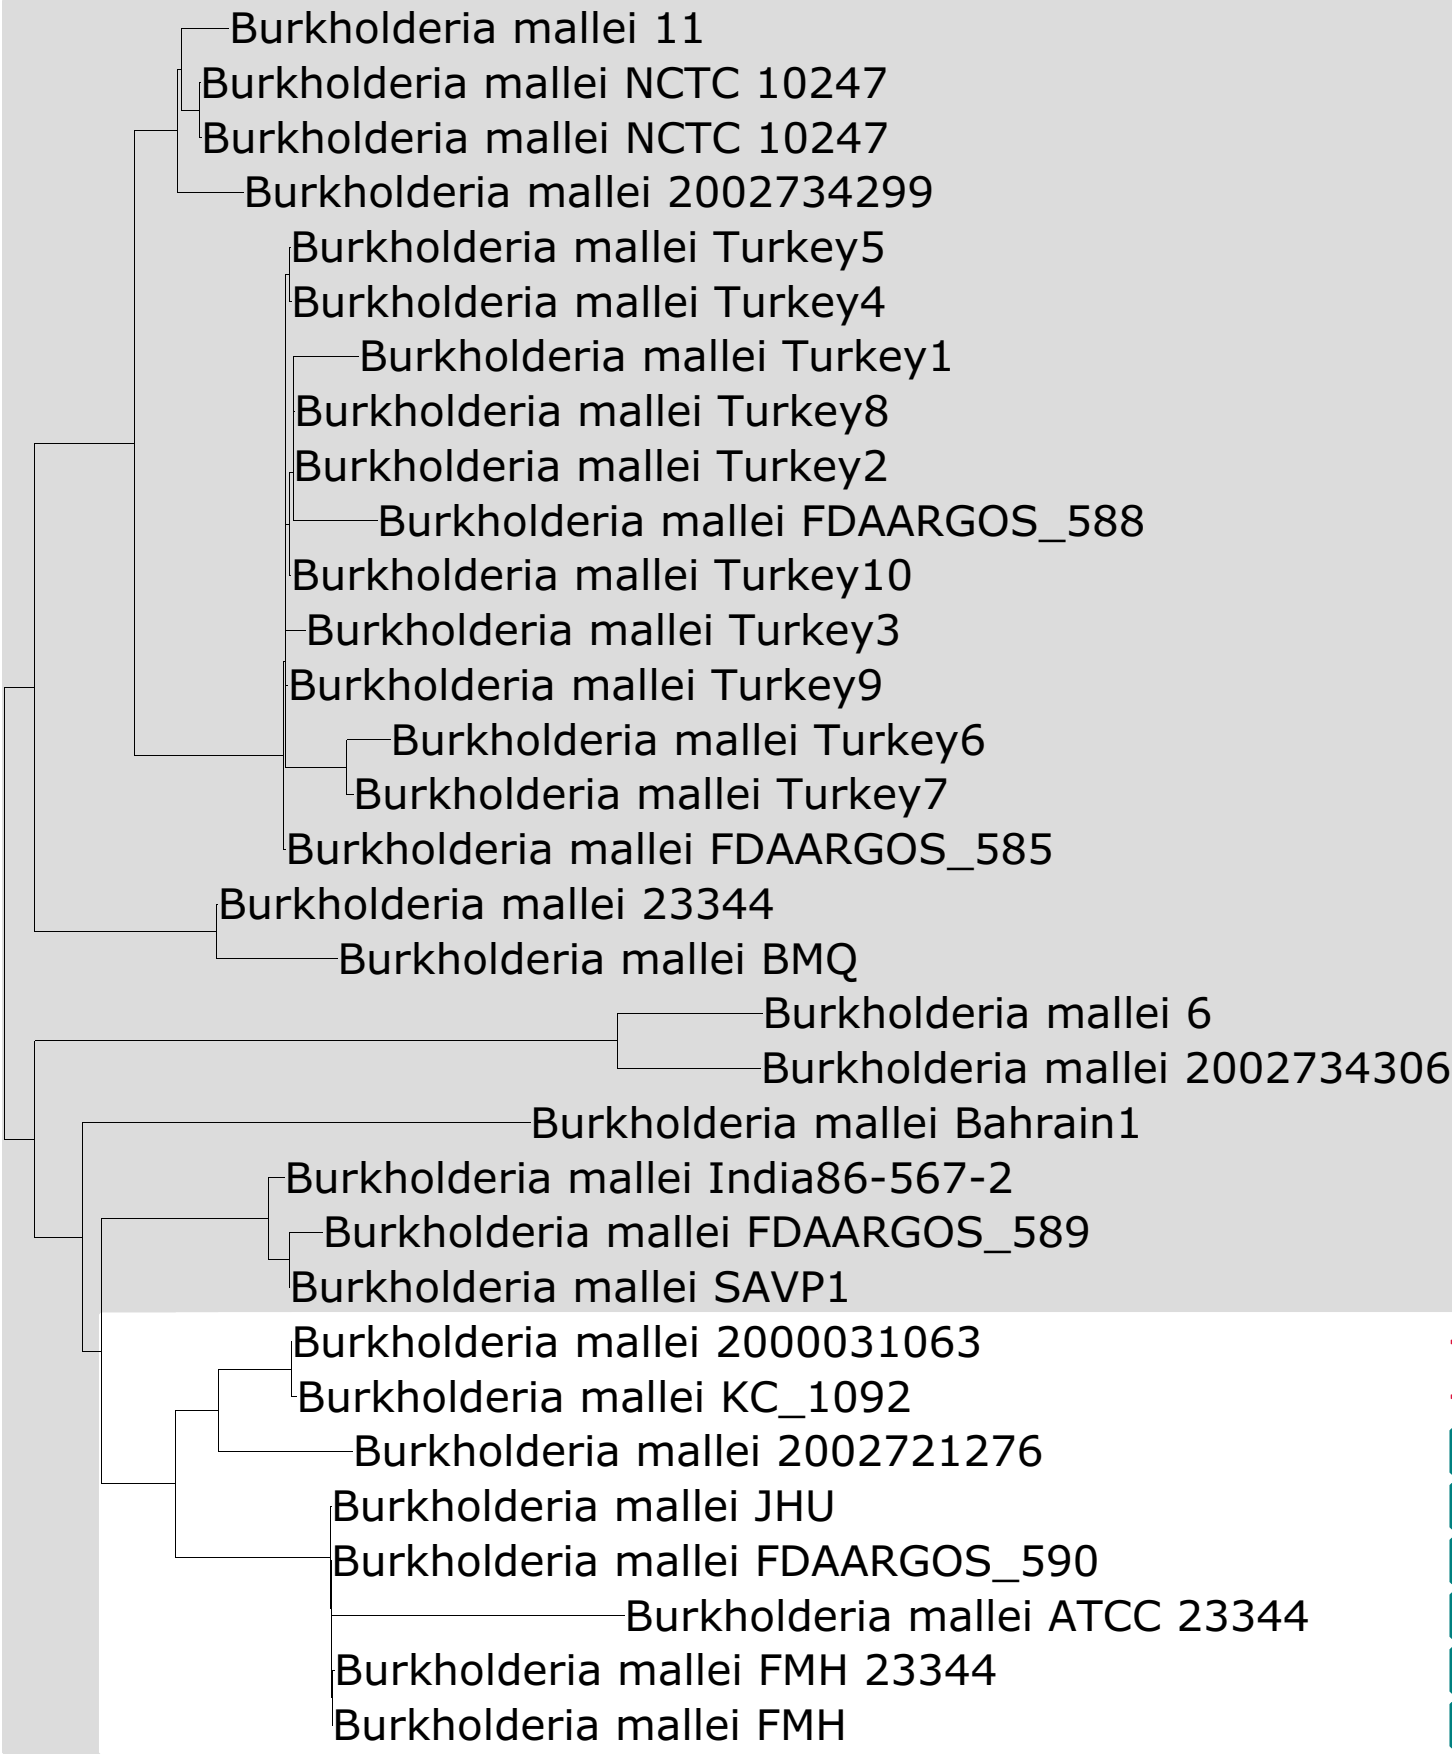 Burkholderia mallei 11
Burkholderia mallei NCTC 10247
Burkholderia mallei NCTC 10247
Burkholderia mallei 2002734299
Burkholderia mallei Turkey5
Burkholderia mallei Turkey4
Burkholderia mallei Turkey1
Burkholderia mallei Turkey8
Burkholderia mallei Turkey2
Burkholderia mallei FDAARGOS_588
Burkholderia mallei Turkey10
Burkholderia mallei Turkey3
Burkholderia mallei Turkey9
Burkholderia mallei Turkey6
Burkholderia mallei Turkey7
Burkholderia mallei FDAARGOS_585
Burkholderia mallei 23344
Burkholderia mallei BMQ
Burkholderia mallei 6
Burkholderia mallei 2002734306
Burkholderia mallei Bahrain1
Burkholderia mallei India86-567-2
Burkholderia mallei FDAARGOS_589
Burkholderia mallei SAVP1
Burkholderia mallei 2000031063
Burkholderia mallei KC_1092
Burkholderia mallei 2002721276
Burkholderia mallei JHU
Burkholderia mallei FDAARGOS_590
Burkholderia mallei ATCC 23344
Burkholderia mallei FMH 23344
Burkholderia mallei FMH